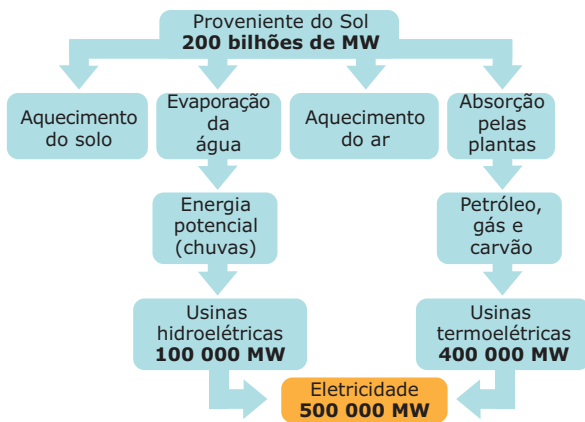 Proveniente do Sol
200 bilhões de MW
Aquecimento
do solo
Evaporação
da
água
Aquecimento
do ar
Absorção
pelas
plantas
Energia
potencial
(chuvas)
Petróleo,
gás e
carvão
Usinas
hidroelétricas
100 000 MW
Usinas
termoelétricas
400 000 MW
Eletricidade
500 000 MW